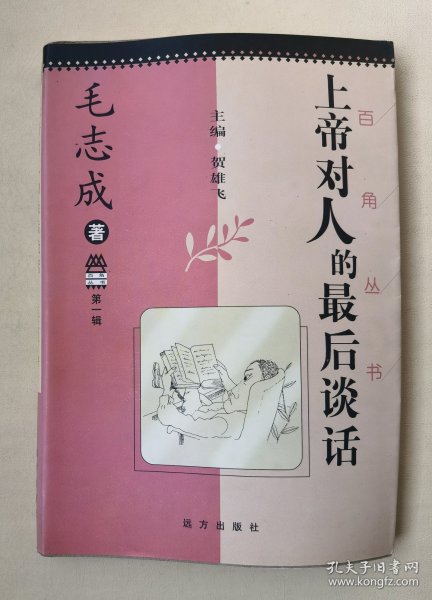 上帝对人的最后谈话
百角丛书
主编·贺雄飞
毛志成著
百角
丛书
第一辑
远方出版社
孔夫子旧书网
www.kongfz.com